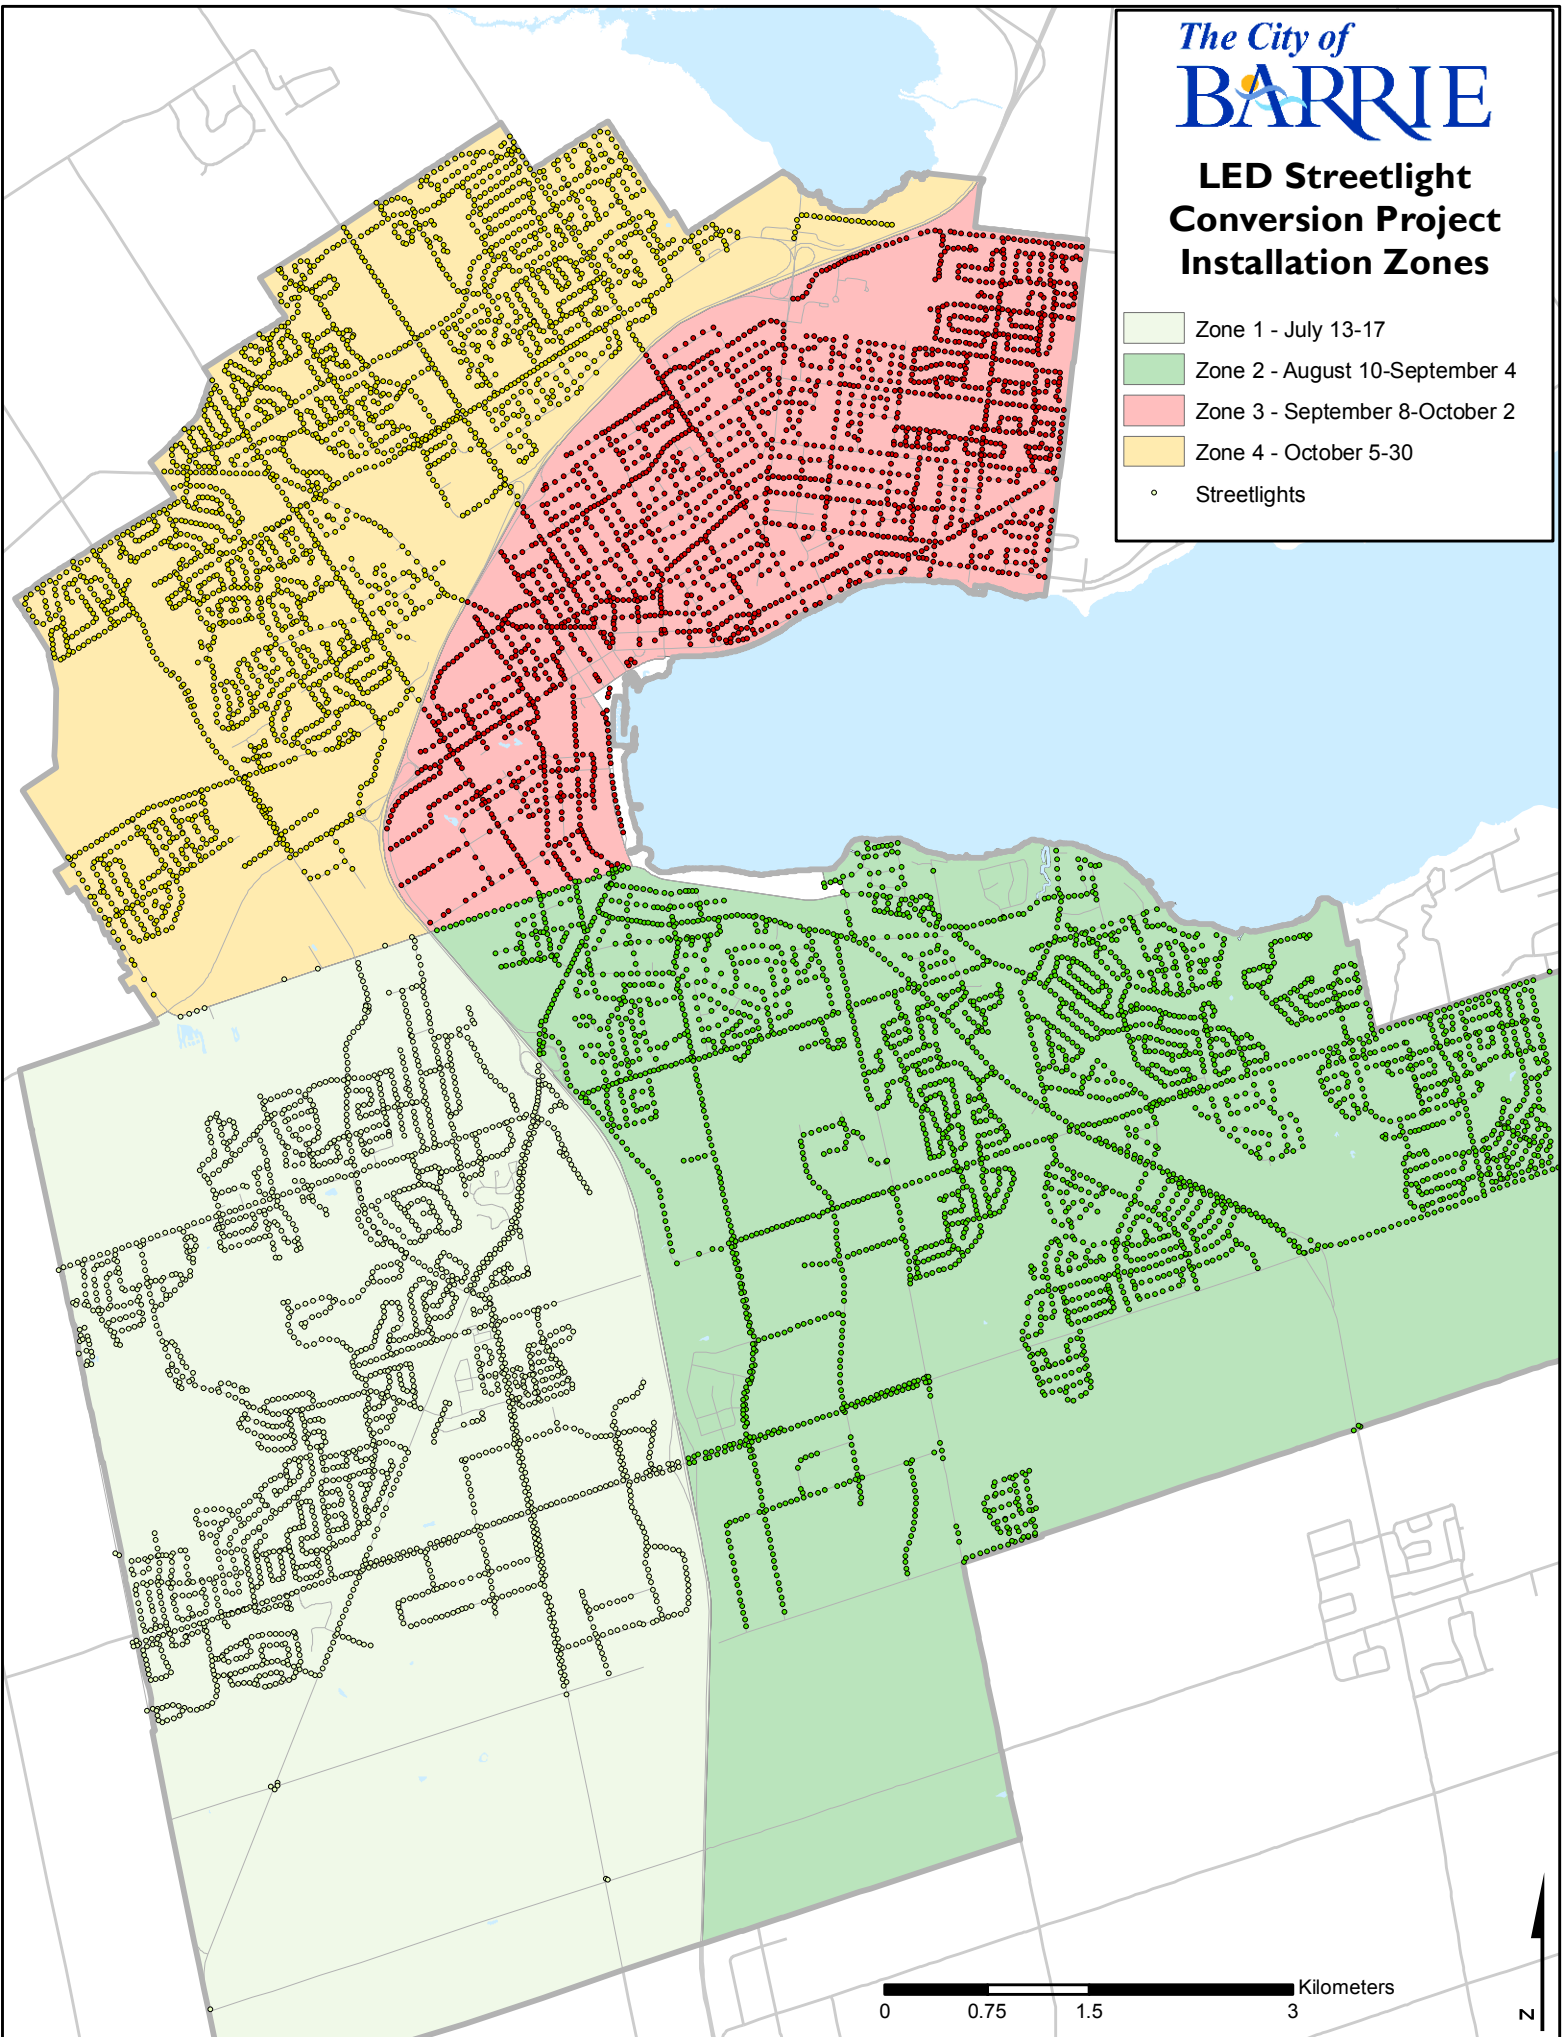 The City of
BARRIE
LED Streetlight
Conversion Project
Installation Zones
Zone 1 - July 13-17
Zone 2 - August 10-September 4
Zone 3 - September 8-October 2
Zone 4 - October 5-30
Streetlights
Kilometers
0 0.75 1.5 3
N